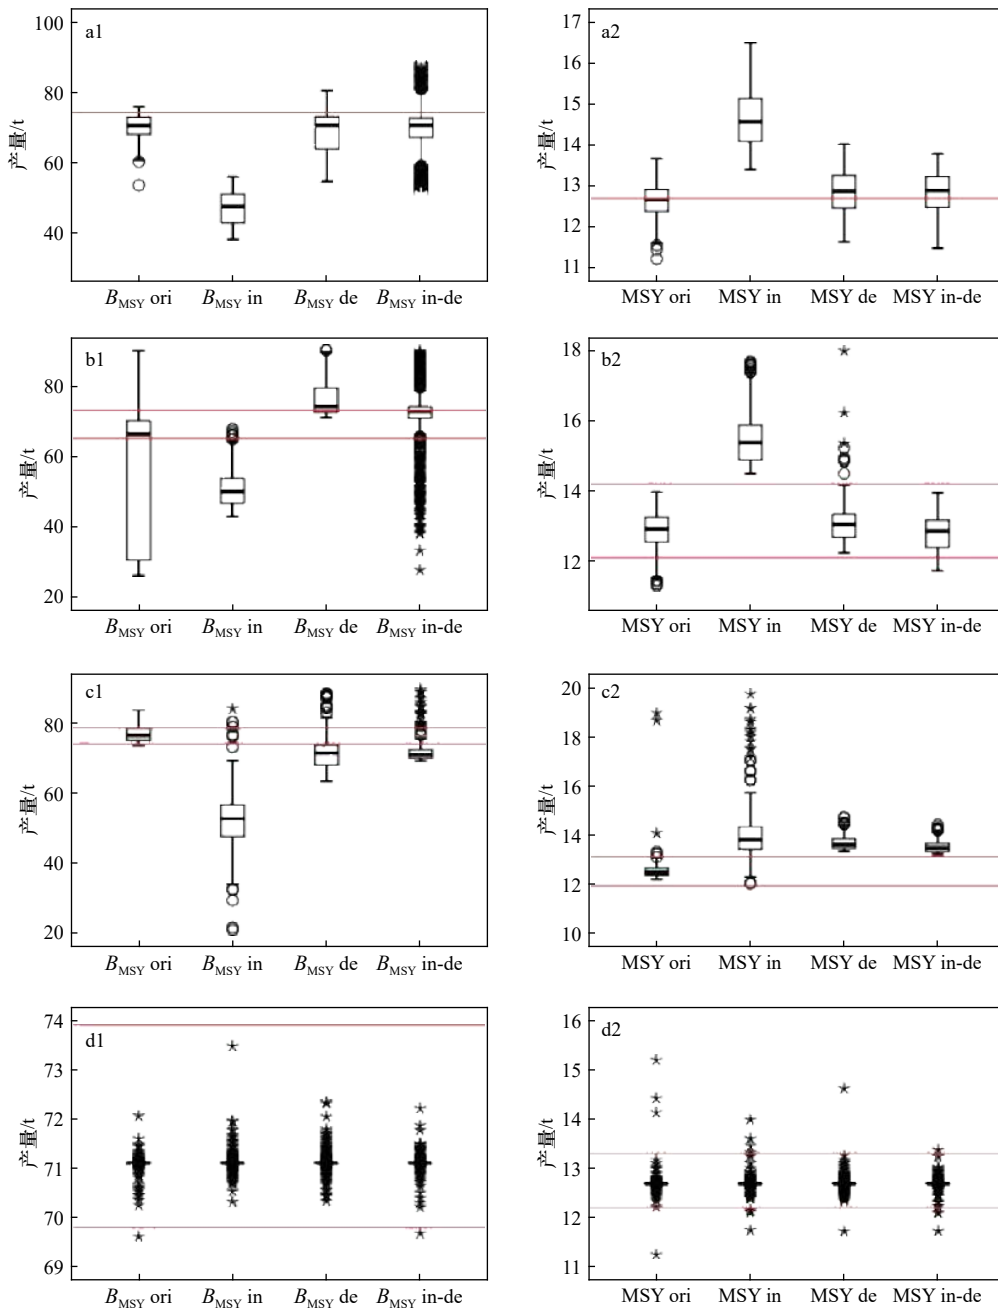 a1
100
80
60
40
产量/t
B_MSY ori B_MSY in B_MSY de B_MSY in-de
a2
17
16
15
14
13
12
11
产量/t
MSY ori MSY in MSY de MSY in-de
b1
80
60
40
20
产量/t
B_MSY ori B_MSY in B_MSY de B_MSY in-de
b2
18
16
14
12
产量/t
MSY ori MSY in MSY de MSY in-de
c1
80
60
40
20
产量/t
B_MSY ori B_MSY in B_MSY de B_MSY in-de
c2
20
18
16
14
12
10
产量/t
MSY ori MSY in MSY de MSY in-de
d1
74
73
72
71
70
69
产量/t
B_MSY ori B_MSY in B_MSY de B_MSY in-de
d2
16
15
14
13
12
11
产量/t
MSY ori MSY in MSY de MSY in-de